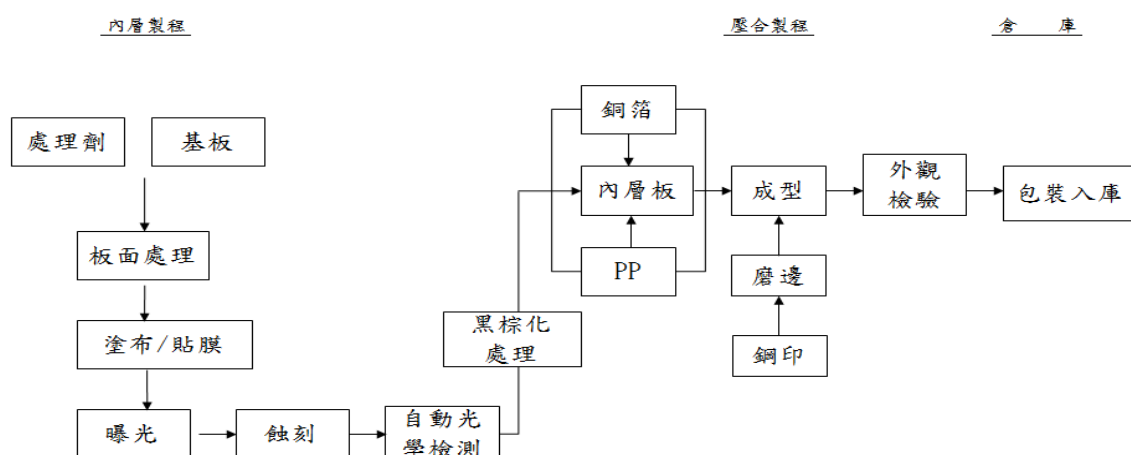 內層製程
壓合製程
倉 庫
處理劑
基板
板面處理
塗布/貼膜
曝光
蝕刻
自動光
學檢測
黑棕化
處理
銅箔
內層板
PP
成型
磨邊
鋼印
外觀
檢驗
包裝入庫